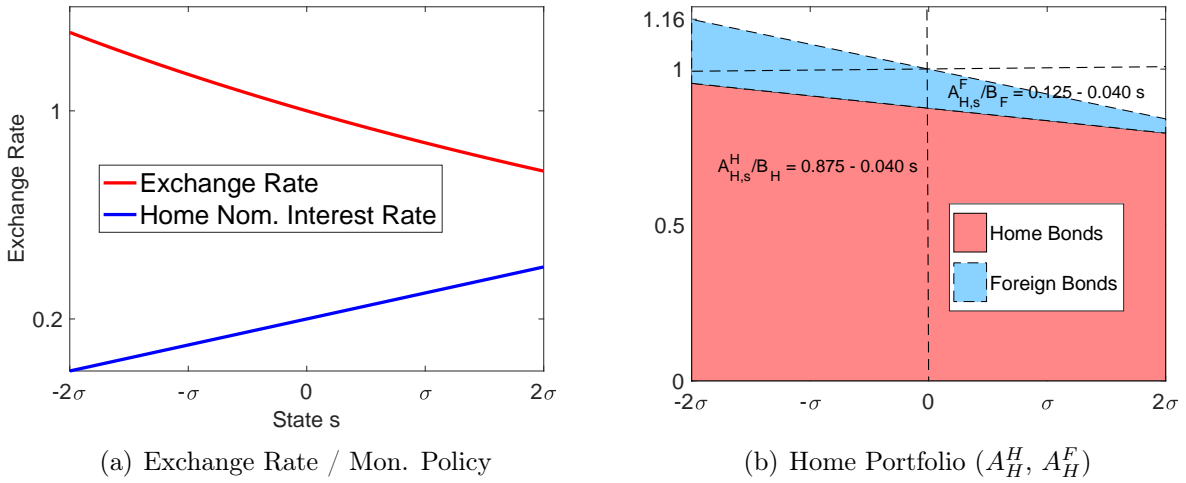 Exchange Rate
1
0.2
Exchange Rate
Home Nom. Interest Rate
-2σ
-σ
0
σ
2σ
State s
(a) Exchange Rate / Mon. Policy
1.16
1
0.5
0
A^F_{H,s}/B_F = 0.125 - 0.040 s
A^H_{H,s}/B_H = 0.875 - 0.040 s
Home Bonds
Foreign Bonds
-2σ
-σ
0
σ
2σ
(b) Home Portfolio (A^H_H, A^F_H)